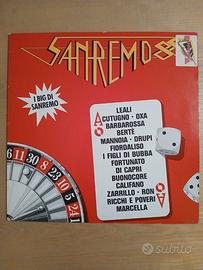 SANREMO 88
I BIG DI
SANREMO
LEALI
CUTUGNO - OXA
BARBAROSSA
BERTÈ
MANNOIA - DRUPI
FIORDALISO
I FIGLI DI BUBBA
FORTUNATO
DI CAPRI
BUONOCORE
CALIFANO
ZARRILLO - RON
RICCHI E POVERI
MARCELLA
A
A
subito